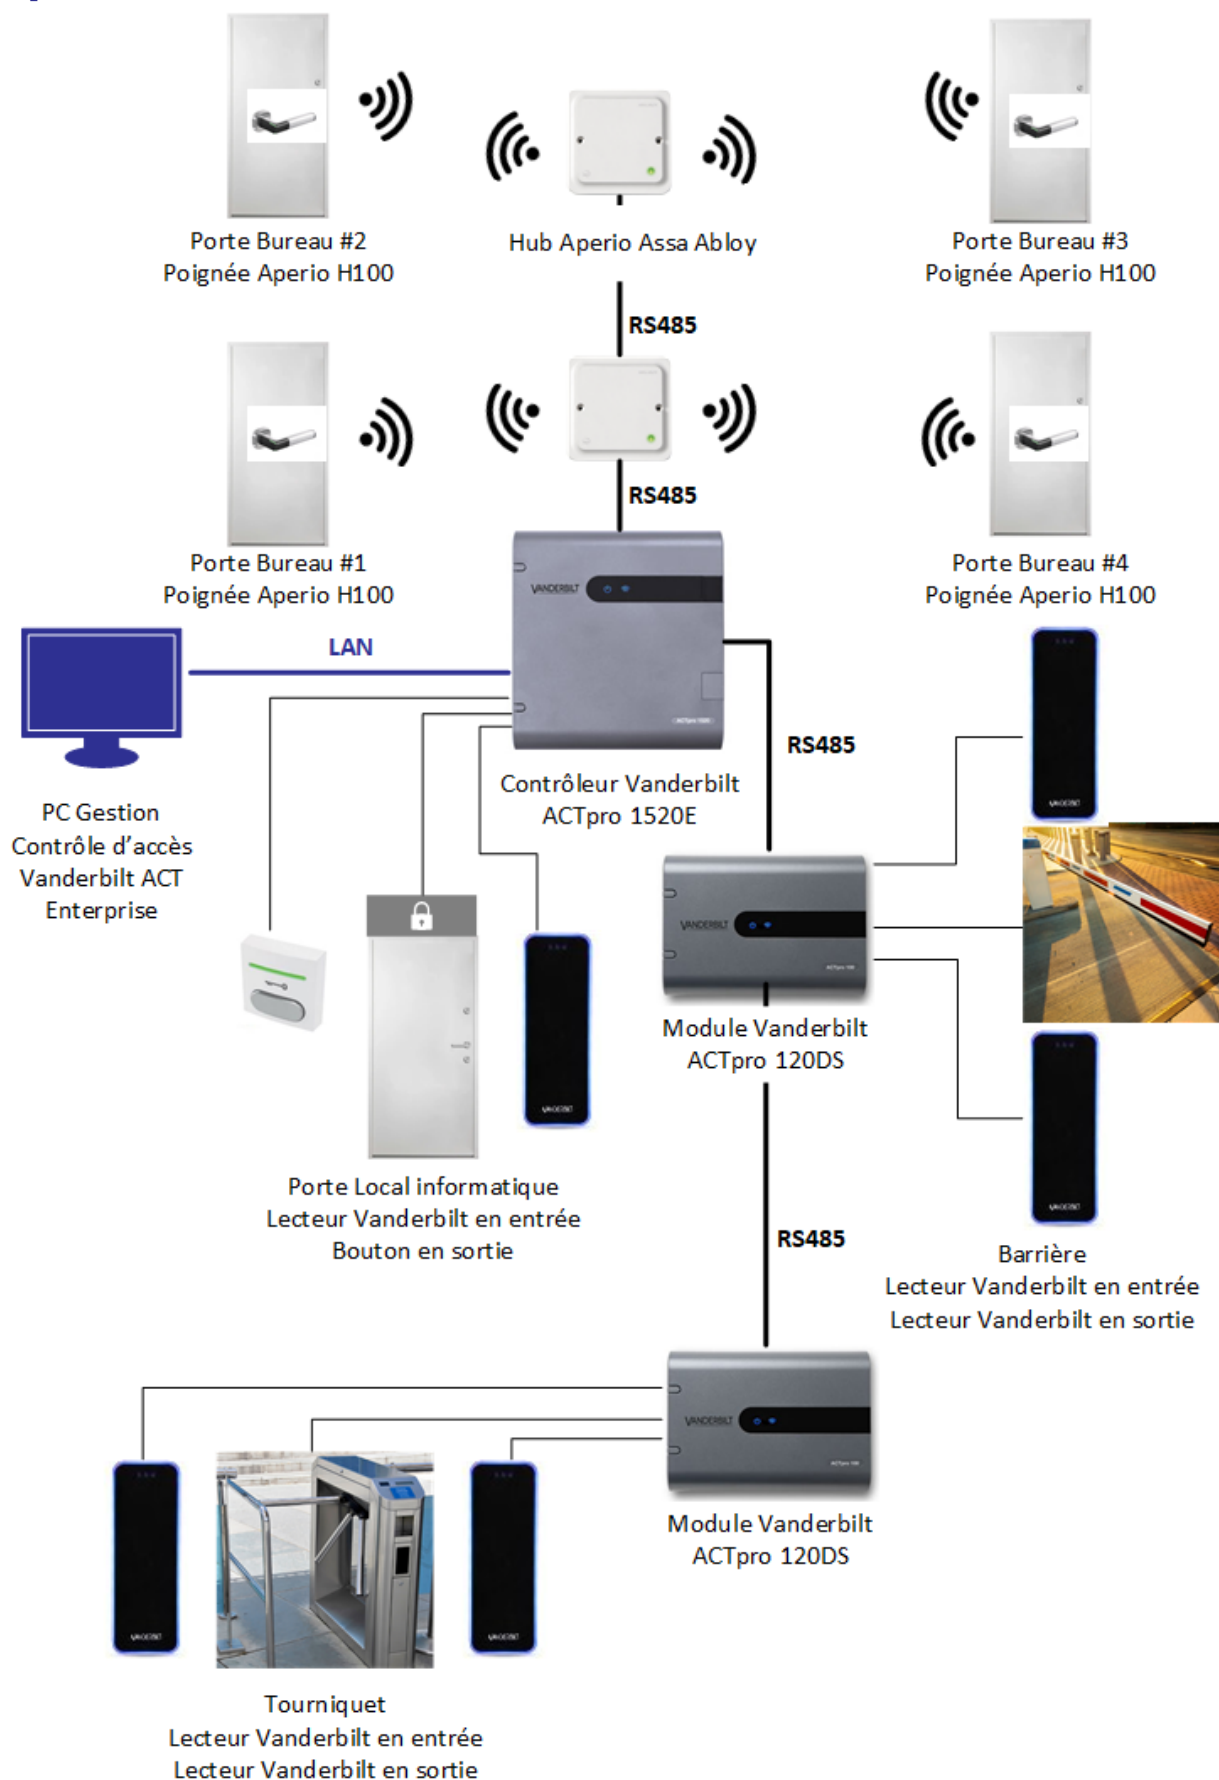 Porte Bureau #2
Poignée Aperio H100
Hub Aperio Assa Abloy
Porte Bureau #3
Poignée Aperio H100
RS485
RS485
Porte Bureau #1
Poignée Aperio H100
Porte Bureau #4
Poignée Aperio H100
VANDERBILT
LAN
RS485
Contrôleur Vanderbilt
ACTpro 1520E
PC Gestion
Contrôle d’accès
Vanderbilt ACT
Enterprise
VANDERBILT
Module Vanderbilt
ACTpro 120DS
Porte Local informatique
Lecteur Vanderbilt en entrée
Bouton en sortie
RS485
Barrière
Lecteur Vanderbilt en entrée
Lecteur Vanderbilt en sortie
VANDERBILT
Module Vanderbilt
ACTpro 120DS
Tourniquet
Lecteur Vanderbilt en entrée
Lecteur Vanderbilt en sortie